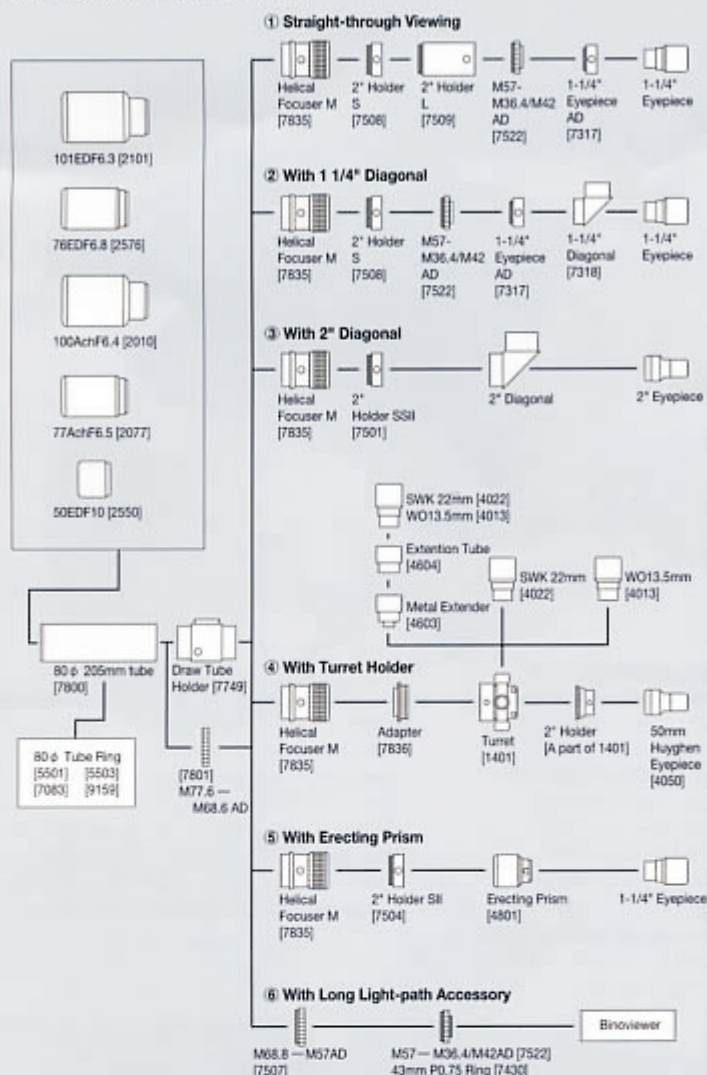 ① Straight-through Viewing
Helical Focuser M [7835]
2" Holder S [7508]
2" Holder L [7509]
M57-M36.4/M42 AD [7522]
1-1/4" Eyepiece AD [7317]
1-1/4" Eyepiece
101EDF6.3 [2101]
76EDF6.8 [2576]
100AchF6.4 [2010]
77AchF6.5 [2077]
50EDF10 [2550]
② With 1 1/4" Diagonal
Helical Focuser M [7835]
2" Holder S [7508]
M57-M36.4/M42 AD [7522]
1-1/4" Eyepiece AD [7317]
1-1/4" Diagonal [7318]
1-1/4" Eyepiece
③ With 2" Diagonal
Helical Focuser M [7835]
2" Holder SSII [7501]
2" Diagonal
2" Eyepiece
SWK 22mm [4022]
WO13.5mm [4013]
Extention Tube [4604]
Metal Extender [4603]
SWK 22mm [4022]
WO13.5mm [4013]
80 φ 205mm tube [7800]
Draw Tube Holder [7749]
80 φ Tube Ring
[5501] [5503]
[7083] [9159]
[7801]
M77.6 — M68.6 AD
④ With Turret Holder
Helical Focuser M [7835]
Adapter [7836]
Turret [1401]
2" Holder [A part of 1401]
50mm Huyghen Eyepiece [4050]
⑤ With Erecting Prism
Helical Focuser M [7835]
2" Holder SII [7504]
Erecting Prism [4801]
1-1/4" Eyepiece
⑥ With Long Light-path Accessory
M68.8 — M57AD [7507]
M57 — M36.4/M42AD [7522]
43mm P0.75 Ring [7430]
Binoviewer